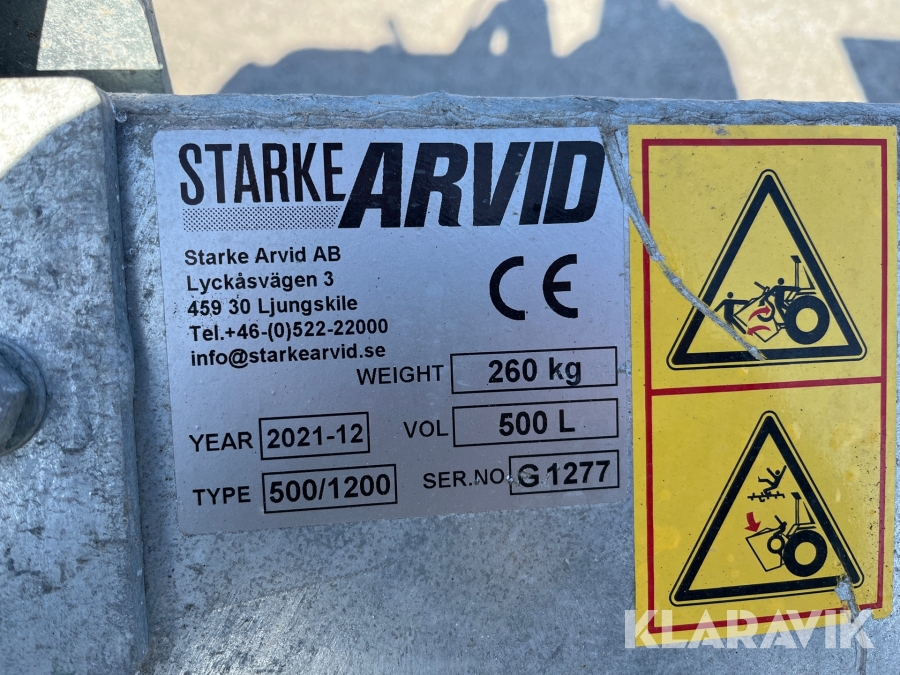 STARKE ARVID
Starke Arvid AB
Lyckåsvägen 3
459 30 Ljungskile
Tel.+46-(0)522-22000
info@starkearvid.se
CE
WEIGHT 260 kg
YEAR 2021-12 VOL 500 L
TYPE 500/1200 SER.NO. G 1277
KLARAVIK